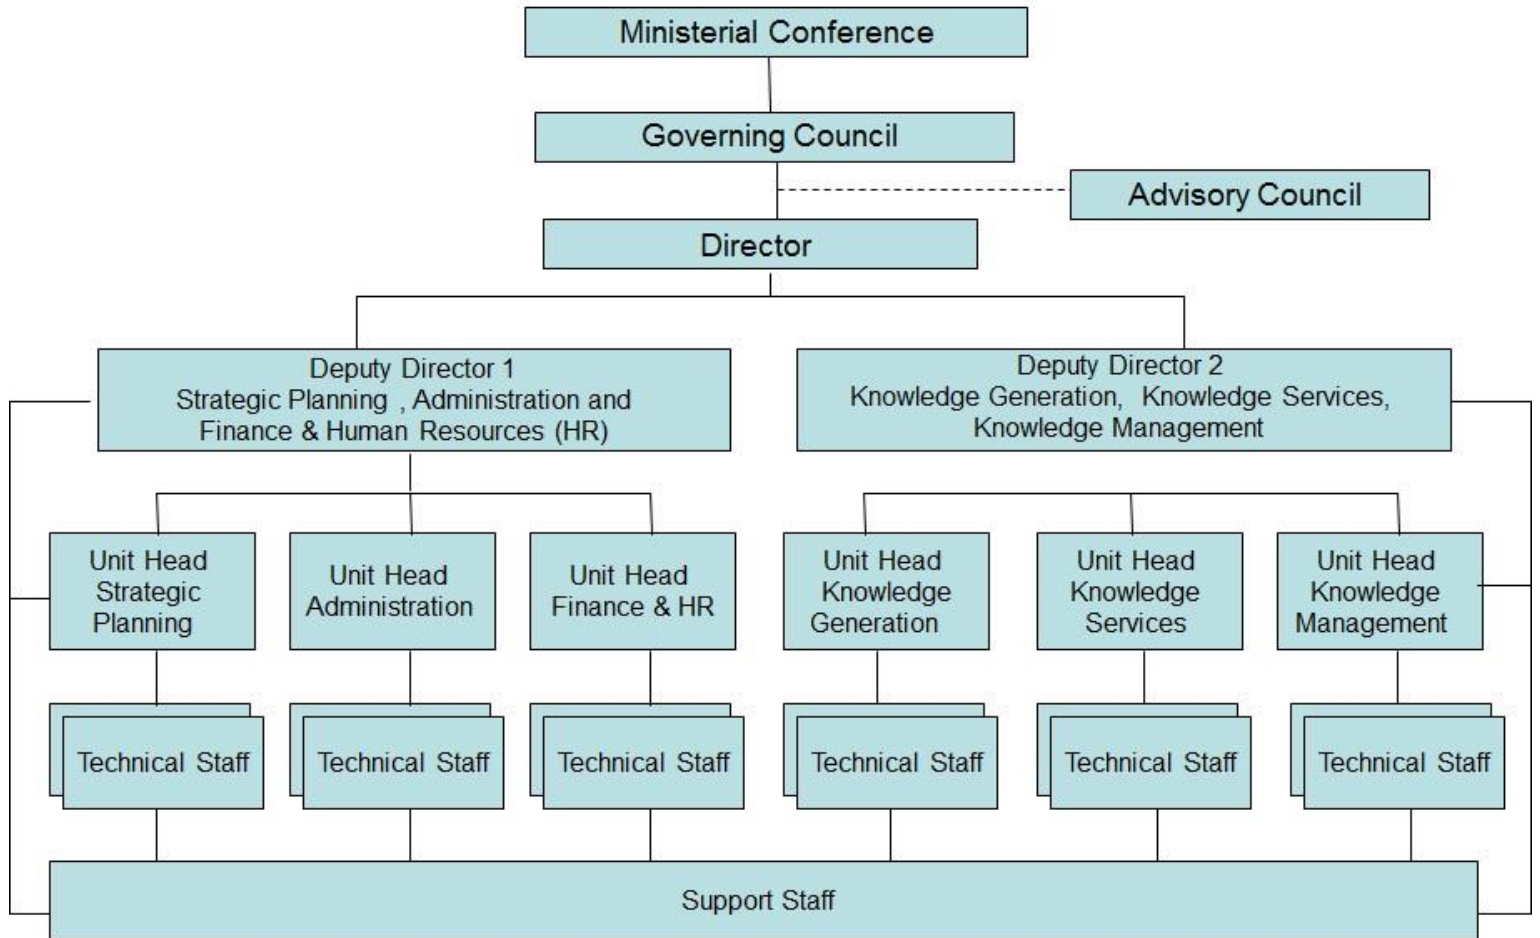 Ministerial Conference
Governing Council
Advisory Council
Director
Deputy Director 1
Strategic Planning , Administration and
Finance & Human Resources (HR)
Deputy Director 2
Knowledge Generation, Knowledge Services,
Knowledge Management
Unit Head
Strategic
Planning
Unit Head
Administration
Unit Head
Finance & HR
Unit Head
Knowledge
Generation
Unit Head
Knowledge
Services
Unit Head
Knowledge
Management
Technical Staff
Technical Staff
Technical Staff
Technical Staff
Technical Staff
Technical Staff
Support Staff